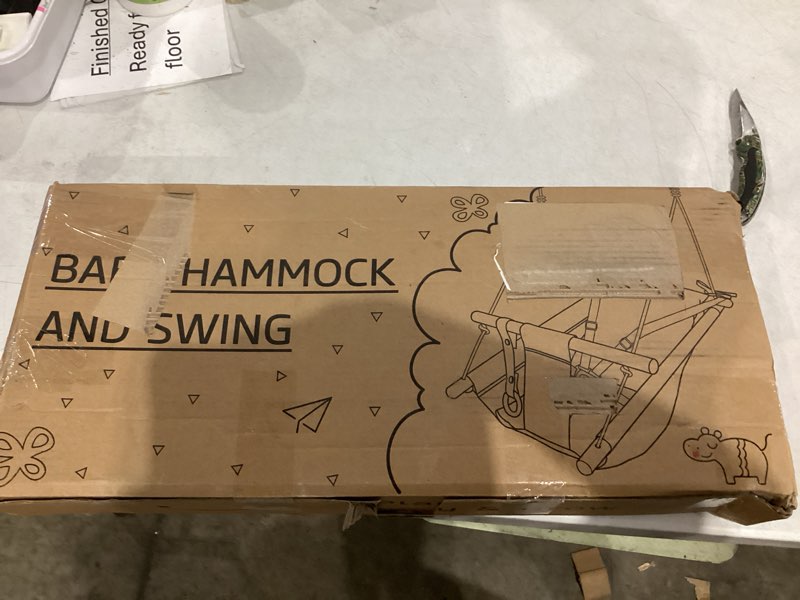 Finished
Ready f
floor
HAMMOCK
AND SWING